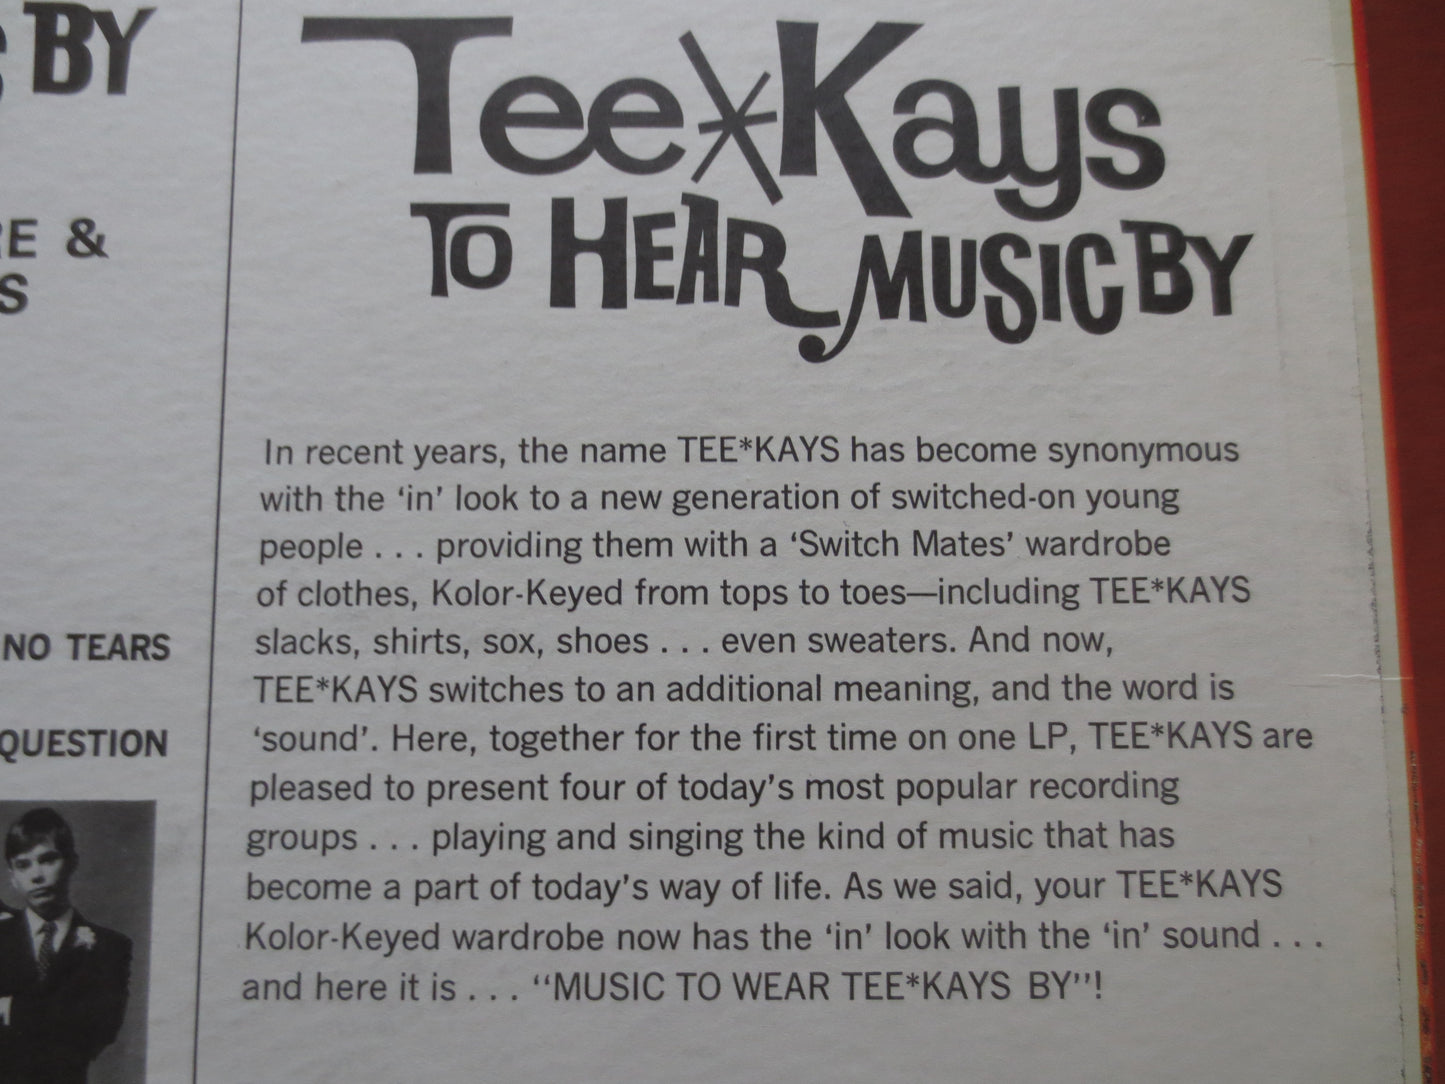 BY
&
S
NO TEARS
QUESTION
Tee*Kays
TO HEAR MUSIC BY
In recent years, the name TEE*KAYS has become synonymous
with the ‘in’ look to a new generation of switched-on young
people . . . providing them with a ‘Switch Mates’ wardrobe
of clothes, Kolor-Keyed from tops to toes—including TEE*KAYS
slacks, shirts, sox, shoes . . . even sweaters. And now,
TEE*KAYS switches to an additional meaning, and the word is
‘sound’. Here, together for the first time on one LP, TEE*KAYS are
pleased to present four of today’s most popular recording
groups . . . playing and singing the kind of music that has
become a part of today’s way of life. As we said, your TEE*KAYS
Kolor-Keyed wardrobe now has the ‘in’ look with the ‘in’ sound . . .
and here it is . . . “MUSIC TO WEAR TEE*KAYS BY”!